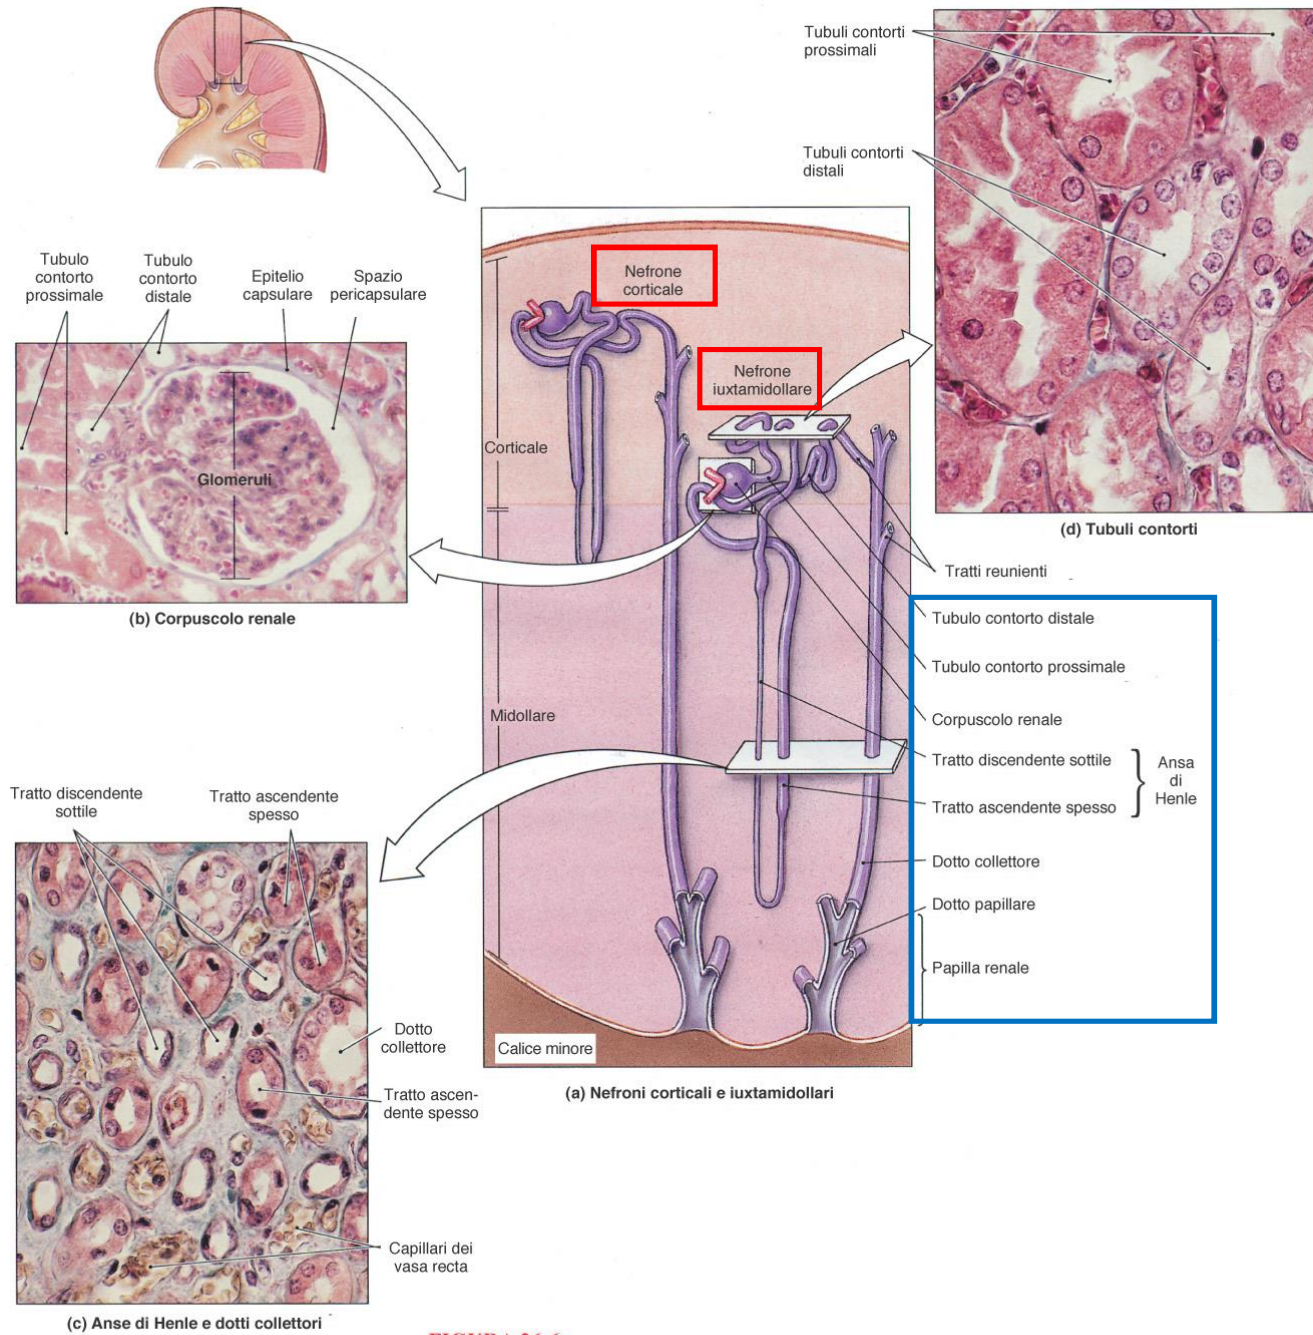 Tubuli contorti
prossimali
Tubuli contorti
distali
(d) Tubuli contorti
Tubulo
contorto
prossimale
Tubulo
contorto
distale
Epitelio
capsulare
Spazio
pericapsulare
Glomeruli
(b) Corpuscolo renale
Nefrone
corticale
Nefrone
iuxtamidollare
Corticale
Midollare
Calice minore
(a) Nefroni corticali e iuxtamidollari
Tratti reunienti
Tubulo contorto distale
Tubulo contorto prossimale
Corpuscolo renale
Tratto discendente sottile
Tratto ascendente spesso
Ansa
di
Henle
Dotto collettore
Dotto papillare
Papilla renale
Tratto discendente
sottile
Tratto ascendente
spesso
Dotto
collettore
Tratto ascen-
dente spesso
Capillari dei
vasa recta
(c) Anse di Henle e dotti collettori